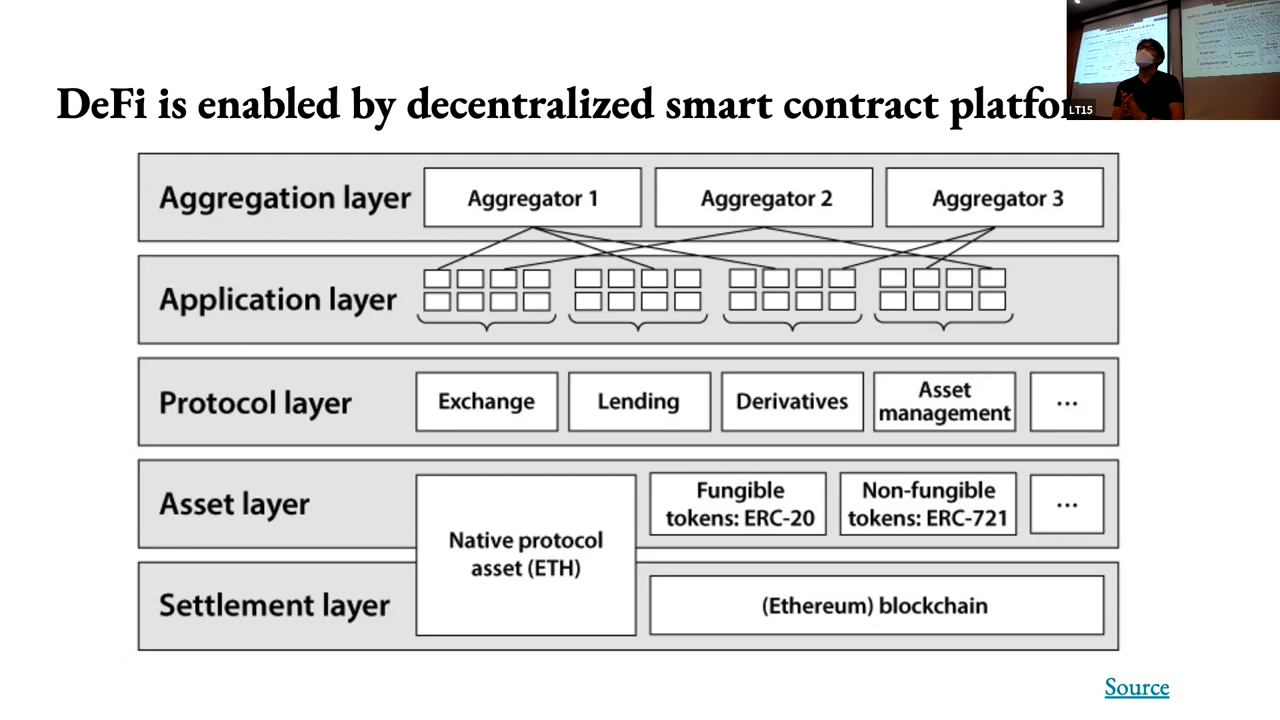 DeFi is enabled by decentralized smart contract platfor
LT15
Aggregation layer
Aggregator 1
Aggregator 2
Aggregator 3
Application layer
Protocol layer
Exchange
Lending
Derivatives
Asset
management
...
Asset layer
Native protocol
asset (ETH)
Fungible
tokens: ERC-20
Non-fungible
tokens: ERC-721
...
Settlement layer
(Ethereum) blockchain
Source